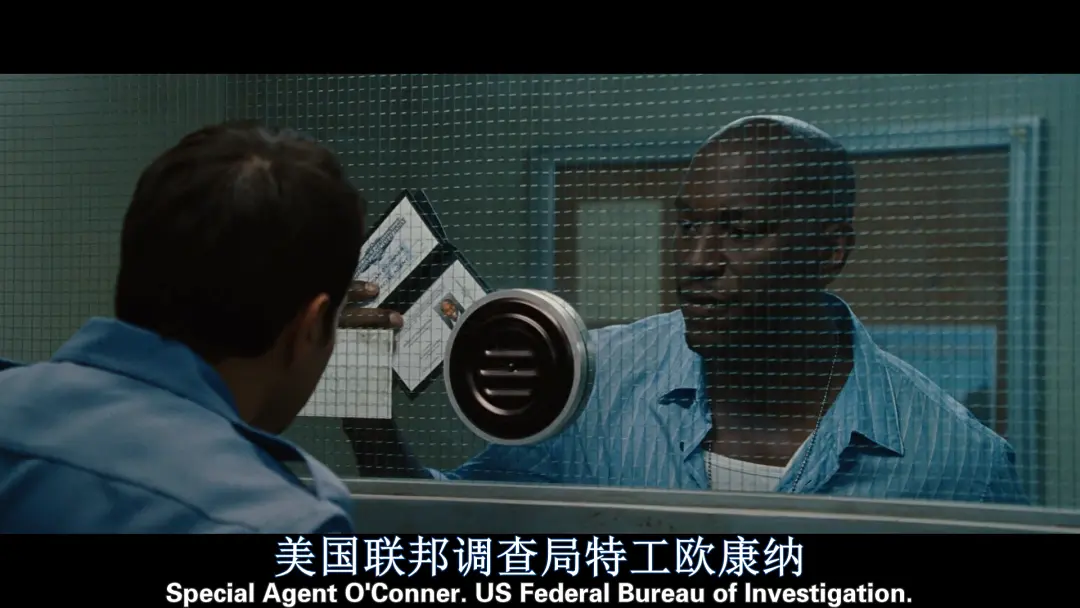 美国联邦调查局特工欧康纳
Special Agent O'Conner. US Federal Bureau of Investigation.